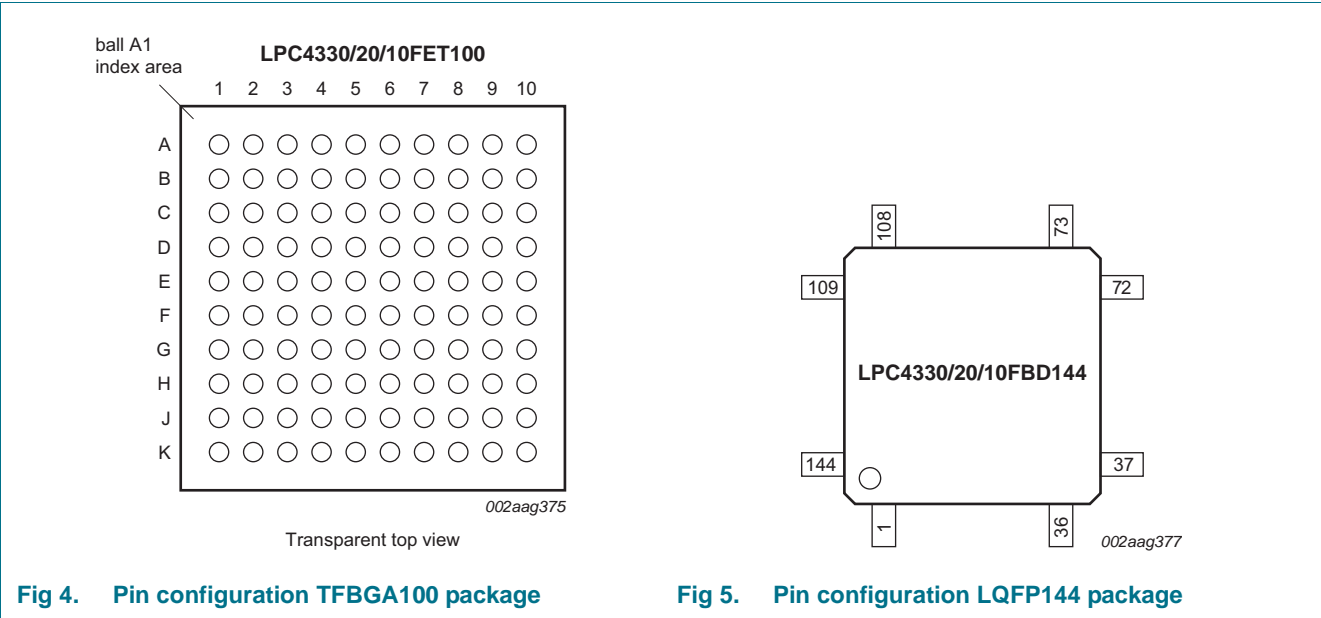 ball A1
index area
LPC4330/20/10FET100
1 2 3 4 5 6 7 8 9 10
A
B
C
D
E
F
G
H
J
K
002aag375
Transparent top view
108 73
109 72
LPC4330/20/10FBD144
144 37
1 36
002aag377
Fig 4. Pin configuration TFBGA100 package
Fig 5. Pin configuration LQFP144 package